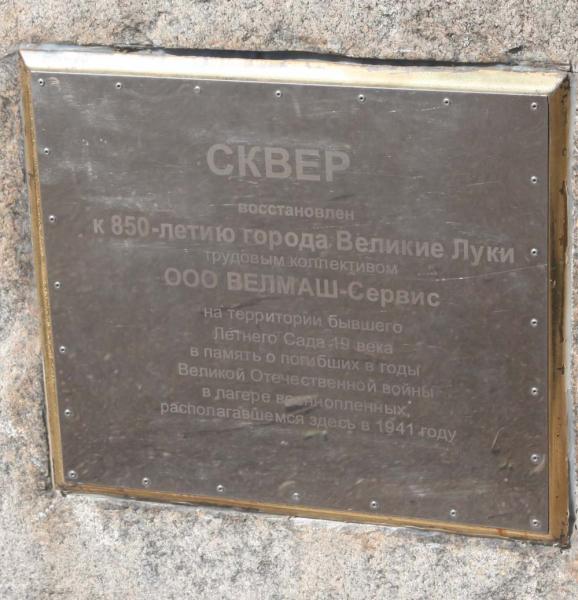 СКВЕР
восстановлен
к 850-летию города Великие Луки
трудовым коллективом
ООО ВЕЛМАШ-Сервис
на территории бывшего
Летнего Сада 19 века
в память о погибших в годы
Великой Отечественной войны
в лагере военнопленных,
располагавшемся здесь в 1941 году